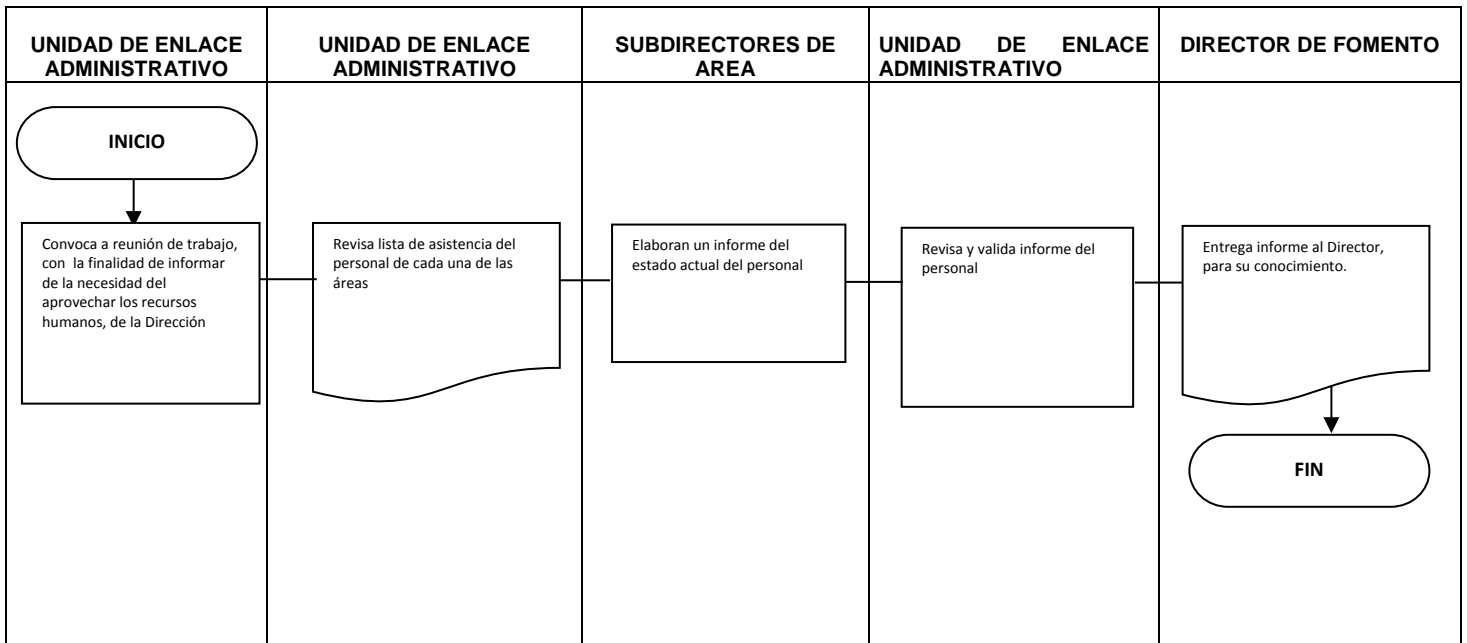 UNIDAD DE ENLACE
ADMINISTRATIVO
UNIDAD DE ENLACE
ADMINISTRATIVO
SUBDIRECTORES DE
AREA
UNIDAD DE ENLACE
ADMINISTRATIVO
DIRECTOR DE FOMENTO
INICIO
Convoca a reunión de trabajo,
con la finalidad de informar
de la necesidad del
aprovechar los recursos
humanos, de la Dirección
Revisa lista de asistencia del
personal de cada una de las
áreas
Elaboran un informe del
estado actual del personal
Revisa y valida informe del
personal
Entrega informe al Director,
para su conocimiento.
FIN